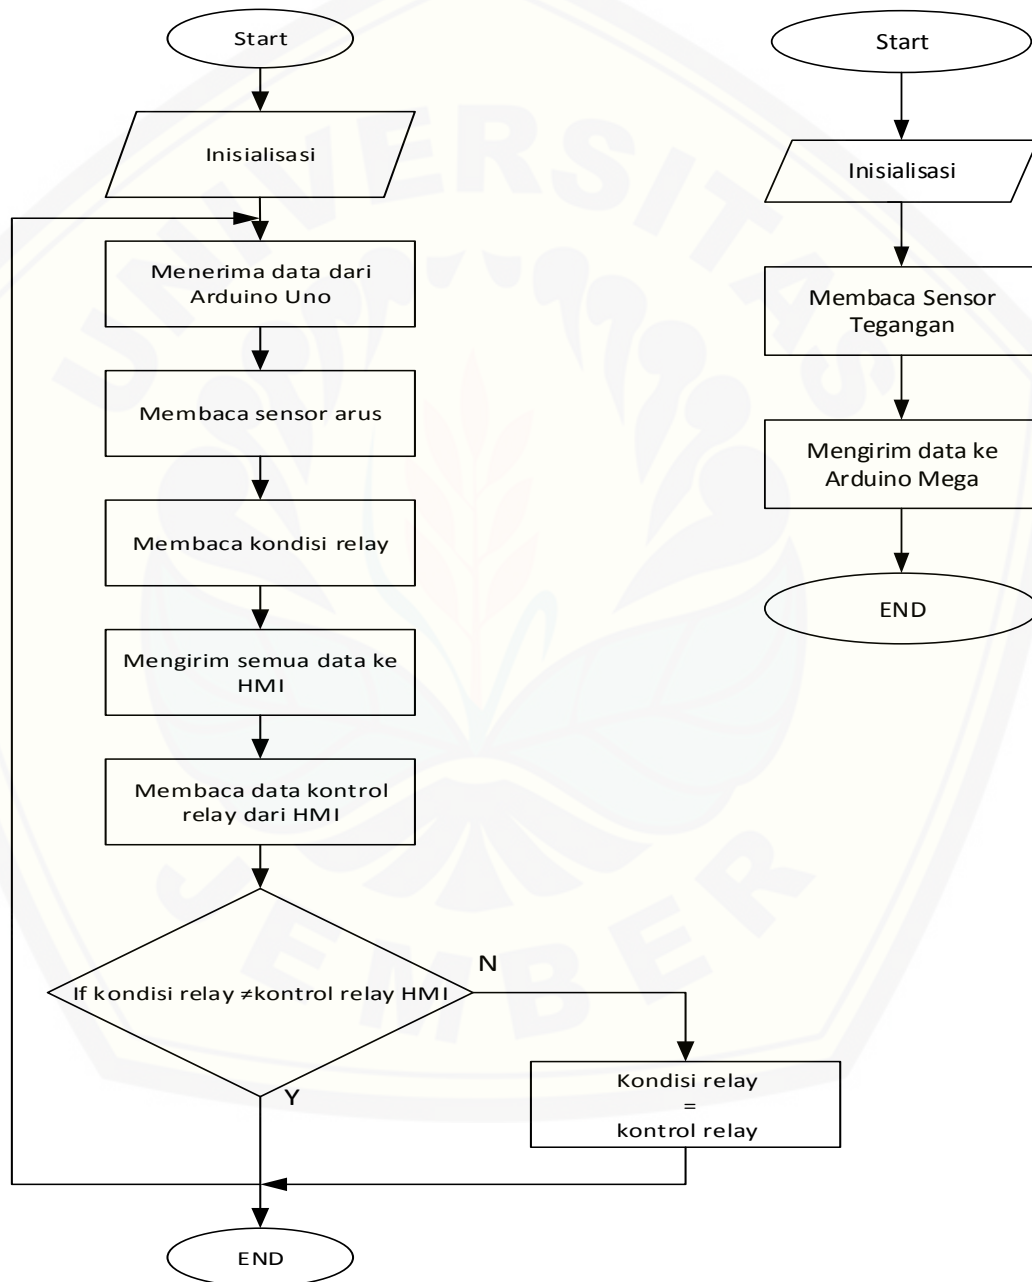 Start
Inisialisasi
Menerima data dari
Arduino Uno
Membaca sensor arus
Membaca kondisi relay
Mengirim semua data ke
HMI
Membaca data kontrol
relay dari HMI
If kondisi relay ≠kontrol relay HMI
N
Y
Kondisi relay
=
kontrol relay
END
Start
Inisialisasi
Membaca Sensor
Tegangan
Mengirim data ke
Arduino Mega
END
UNIVERSITAS
JEMBER